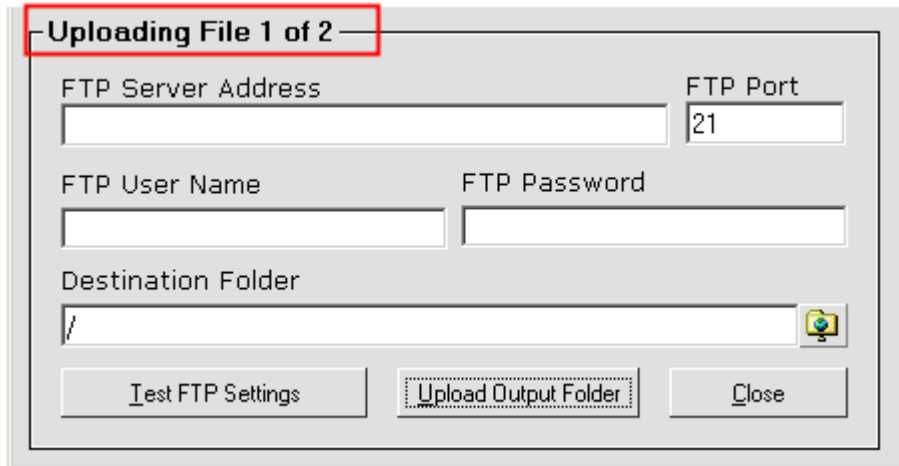 Uploading File 1 of 2
FTP Server Address FTP Port
21
FTP User Name FTP Password
Destination Folder
/
Test FTP Settings Upload Output Folder Close